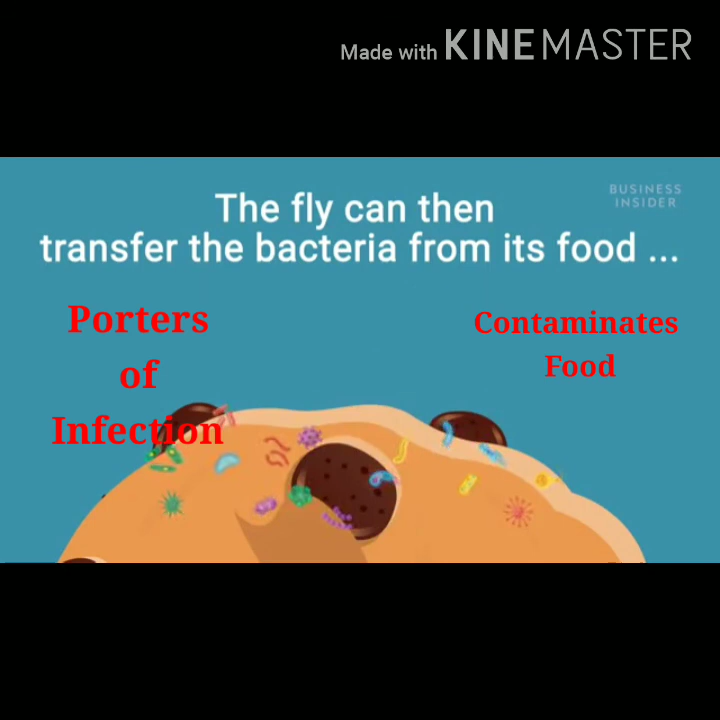 Made with KINEMASTER
BUSINESS
INSIDER
The fly can then
transfer the bacteria from its food ...
Porters
of
Infection
Contaminates
Food